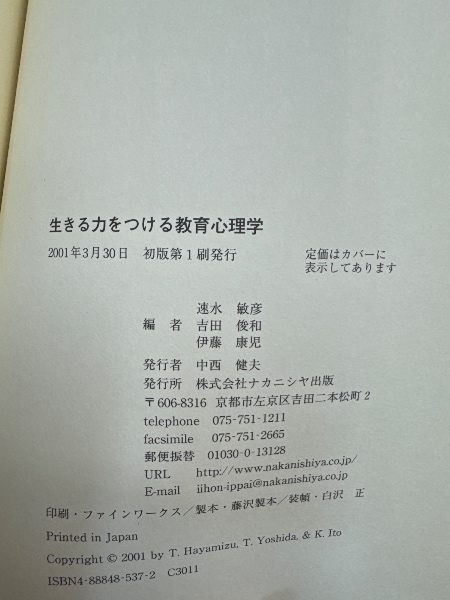 生きる力をつける教育心理学
2001年3月30日　初版第1刷発行　定価はカバーに
表示してあります
速水　敏彦
編　者　吉田　俊和
伊藤　康児
発行者　中西　健夫
発行所　株式会社ナカニシヤ出版
〒606-8316　京都市左京区吉田二本松町2
telephone　075-751-1211
facsimile　075-751-2665
郵便振替　01030-0-13128
URL　http://www.nakanishiya.co.jp/
E-mail　iihon-ippai@nakanishiya.co.jp
印刷・ファインワークス／製本・藤沢製本／装幀・白沢　正
Printed in Japan
Copyright © 2001 by T. Hayamizu, T. Yoshida, & K. Ito
ISBN4-88848-537-2　C3011